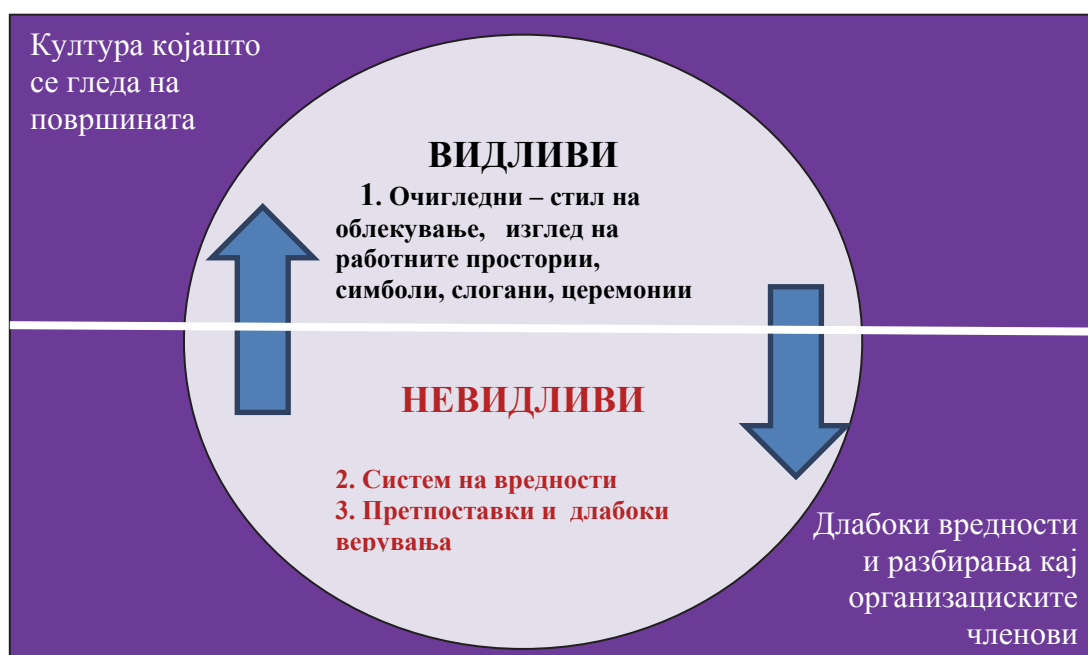 Култура којашто
се гледа на
површината
ВИДЛИВИ
1. Очигледни – стил на
облекување, изглед на
работните простории,
симболи, слогани, церемонии
НЕВИДЛИВИ
2. Систем на вредности
3. Претпоставки и длабоки
верувања
Длабоки вредности
и разбирања кај
организациските
членови